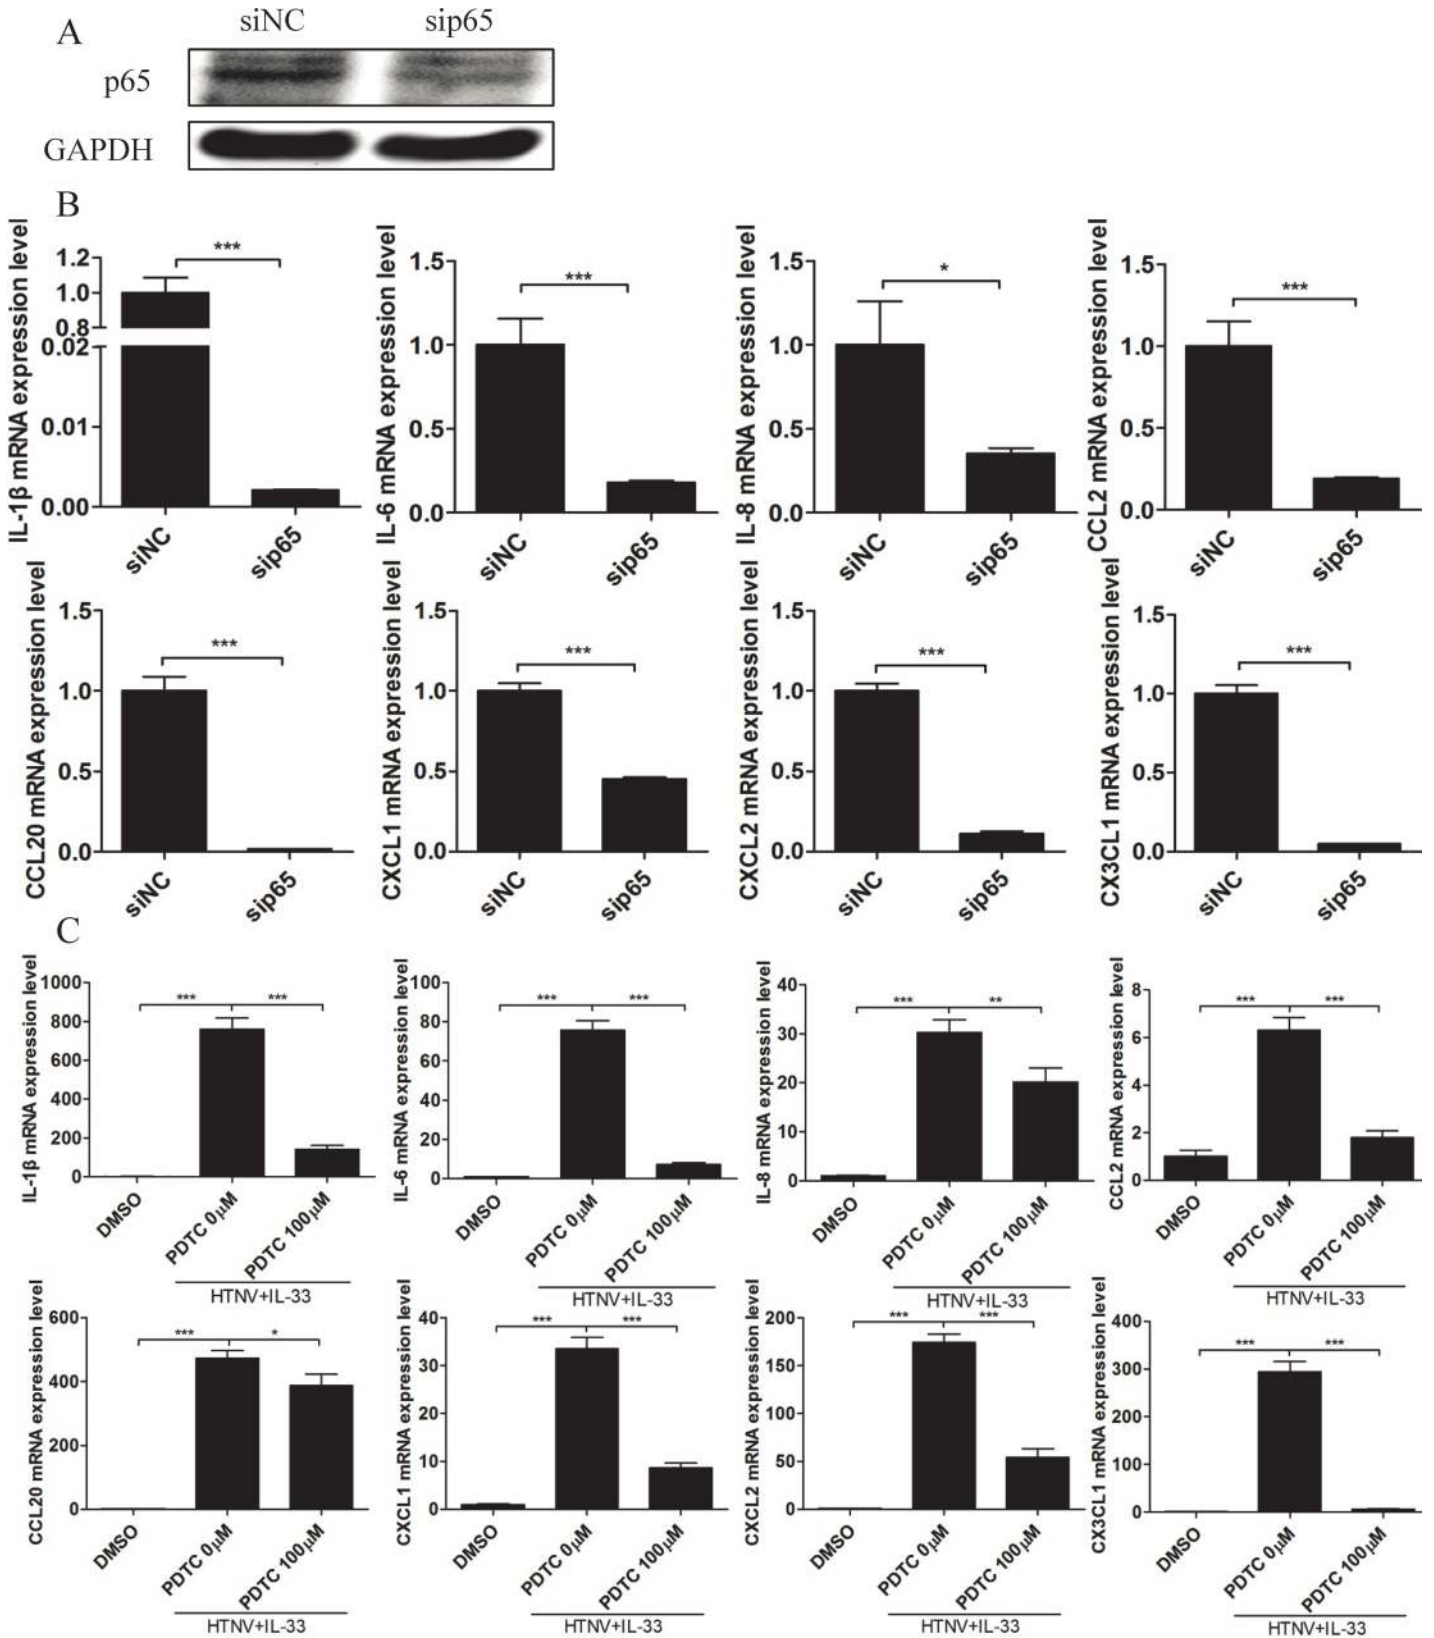 A
siNC sip65
p65
GAPDH
B
IL-1β mRNA expression level
1.2
1.0
0.8
0.02
0.01
0.00
***
siNC sip65
IL-6 mRNA expression level
1.5
1.0
0.5
0.0
***
siNC sip65
IL-8 mRNA expression level
1.5
1.0
0.5
0.0
*
siNC sip65
CCL2 mRNA expression level
1.5
1.0
0.5
0.0
***
siNC sip65
CCL20 mRNA expression level
1.5
1.0
0.5
0.0
***
siNC sip65
CXCL1 mRNA expression level
1.5
1.0
0.5
0.0
***
siNC sip65
CXCL2 mRNA expression level
1.5
1.0
0.5
0.0
***
siNC sip65
CX3CL1 mRNA expression level
1.5
1.0
0.5
0.0
***
siNC sip65
C
IL-1β mRNA expression level
1000
800
600
400
200
0
*** ***
DMSO PDTC 0μM PDTC 100μM
HTNV+IL-33
IL-6 mRNA expression level
100
80
60
40
20
0
*** ***
DMSO PDTC 0μM PDTC 100μM
HTNV+IL-33
IL-8 mRNA expression level
40
30
20
10
0
*** **
DMSO PDTC 0μM PDTC 100μM
HTNV+IL-33
CCL2 mRNA expression level
8
6
4
2
0
*** ***
DMSO PDTC 0μM PDTC 100μM
HTNV+IL-33
CCL20 mRNA expression level
600
400
200
0
*** *
DMSO PDTC 0μM PDTC 100μM
HTNV+IL-33
CXCL1 mRNA expression level
40
30
20
10
0
*** ***
DMSO PDTC 0μM PDTC 100μM
HTNV+IL-33
CXCL2 mRNA expression level
200
150
100
50
0
*** ***
DMSO PDTC 0μM PDTC 100μM
HTNV+IL-33
CX3CL1 mRNA expression level
400
300
200
100
0
*** ***
DMSO PDTC 0μM PDTC 100μM
HTNV+IL-33